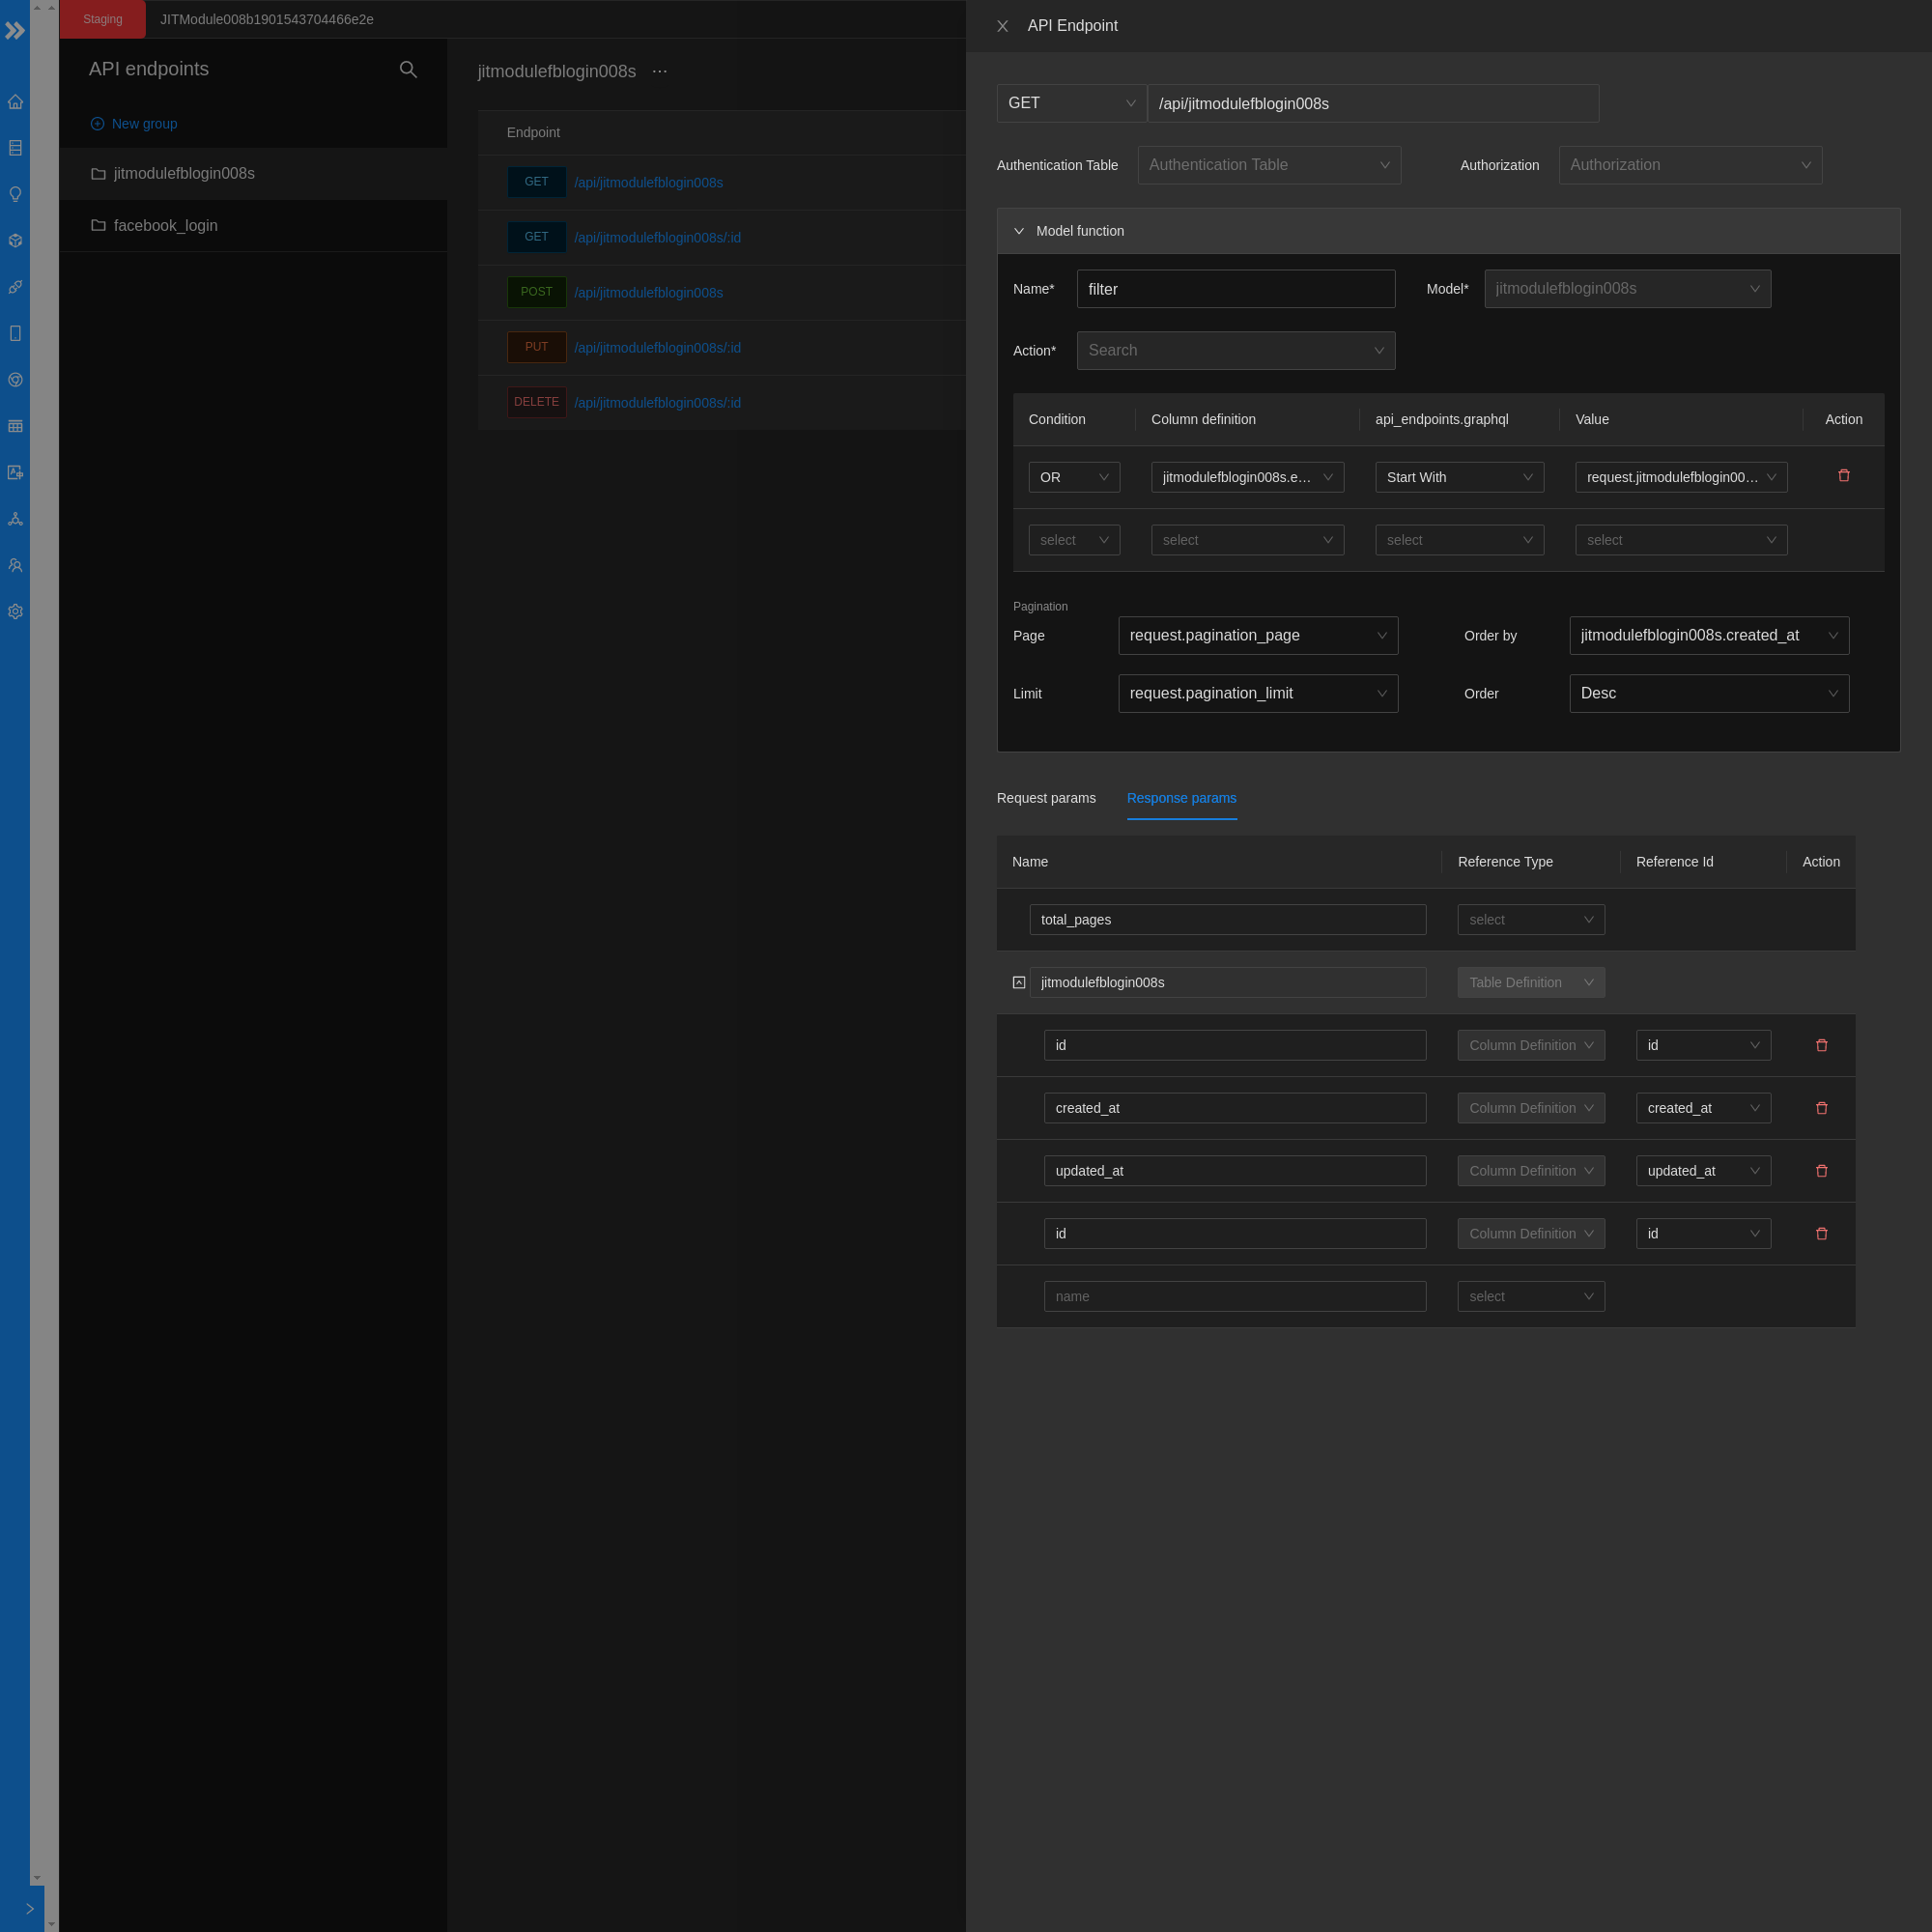 Staging JITModule008b1901543704466e2e
API endpoints
New group
jitmodulefblogin008s
facebook_login
jitmodulefblogin008s ...
Endpoint
GET /api/jitmodulefblogin008s
GET /api/jitmodulefblogin008s/:id
POST /api/jitmodulefblogin008s
PUT /api/jitmodulefblogin008s/:id
DELETE /api/jitmodulefblogin008s/:id
API Endpoint
GET /api/jitmodulefblogin008s
Authentication Table Authentication Table Authorization Authorization
Model function
Name* filter Model* jitmodulefblogin008s
Action* Search
Condition Column definition api_endpoints.graphql Value Action
OR jitmodulefblogin008s.e... Start With request.jitmodulefblogin00...
select select select select
Pagination
Page request.pagination_page Order by jitmodulefblogin008s.created_at
Limit request.pagination_limit Order Desc
Request params Response params
Name Reference Type Reference Id Action
total_pages select
jitmodulefblogin008s Table Definition
id Column Definition id
created_at Column Definition created_at
updated_at Column Definition updated_at
id Column Definition id
name select